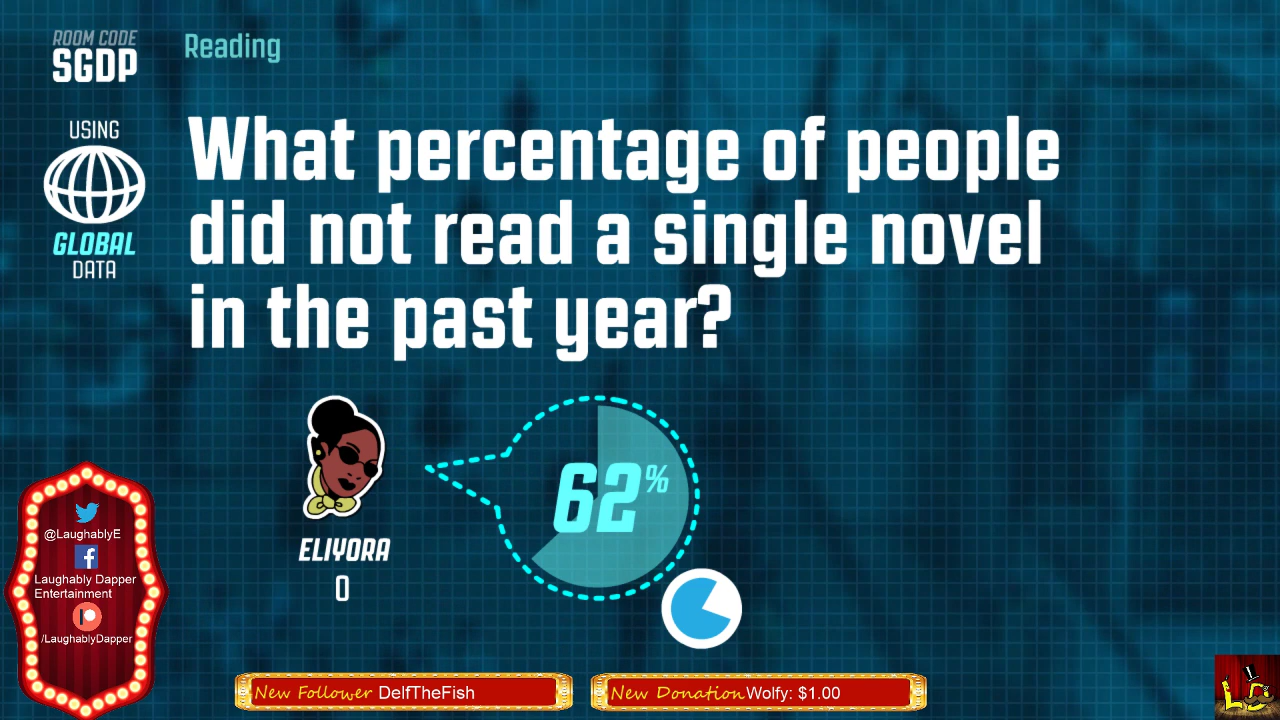 ROOM CODE
SGDP
Reading
USING
GLOBAL
DATA
What percentage of people
did not read a single novel
in the past year?
62%
ELIYORA
0
@LaughablyE
Laughably Dapper
Entertainment
/LaughablyDapper
New Follower DelfTheFish
New Donation Wolfy: $1.00
LD